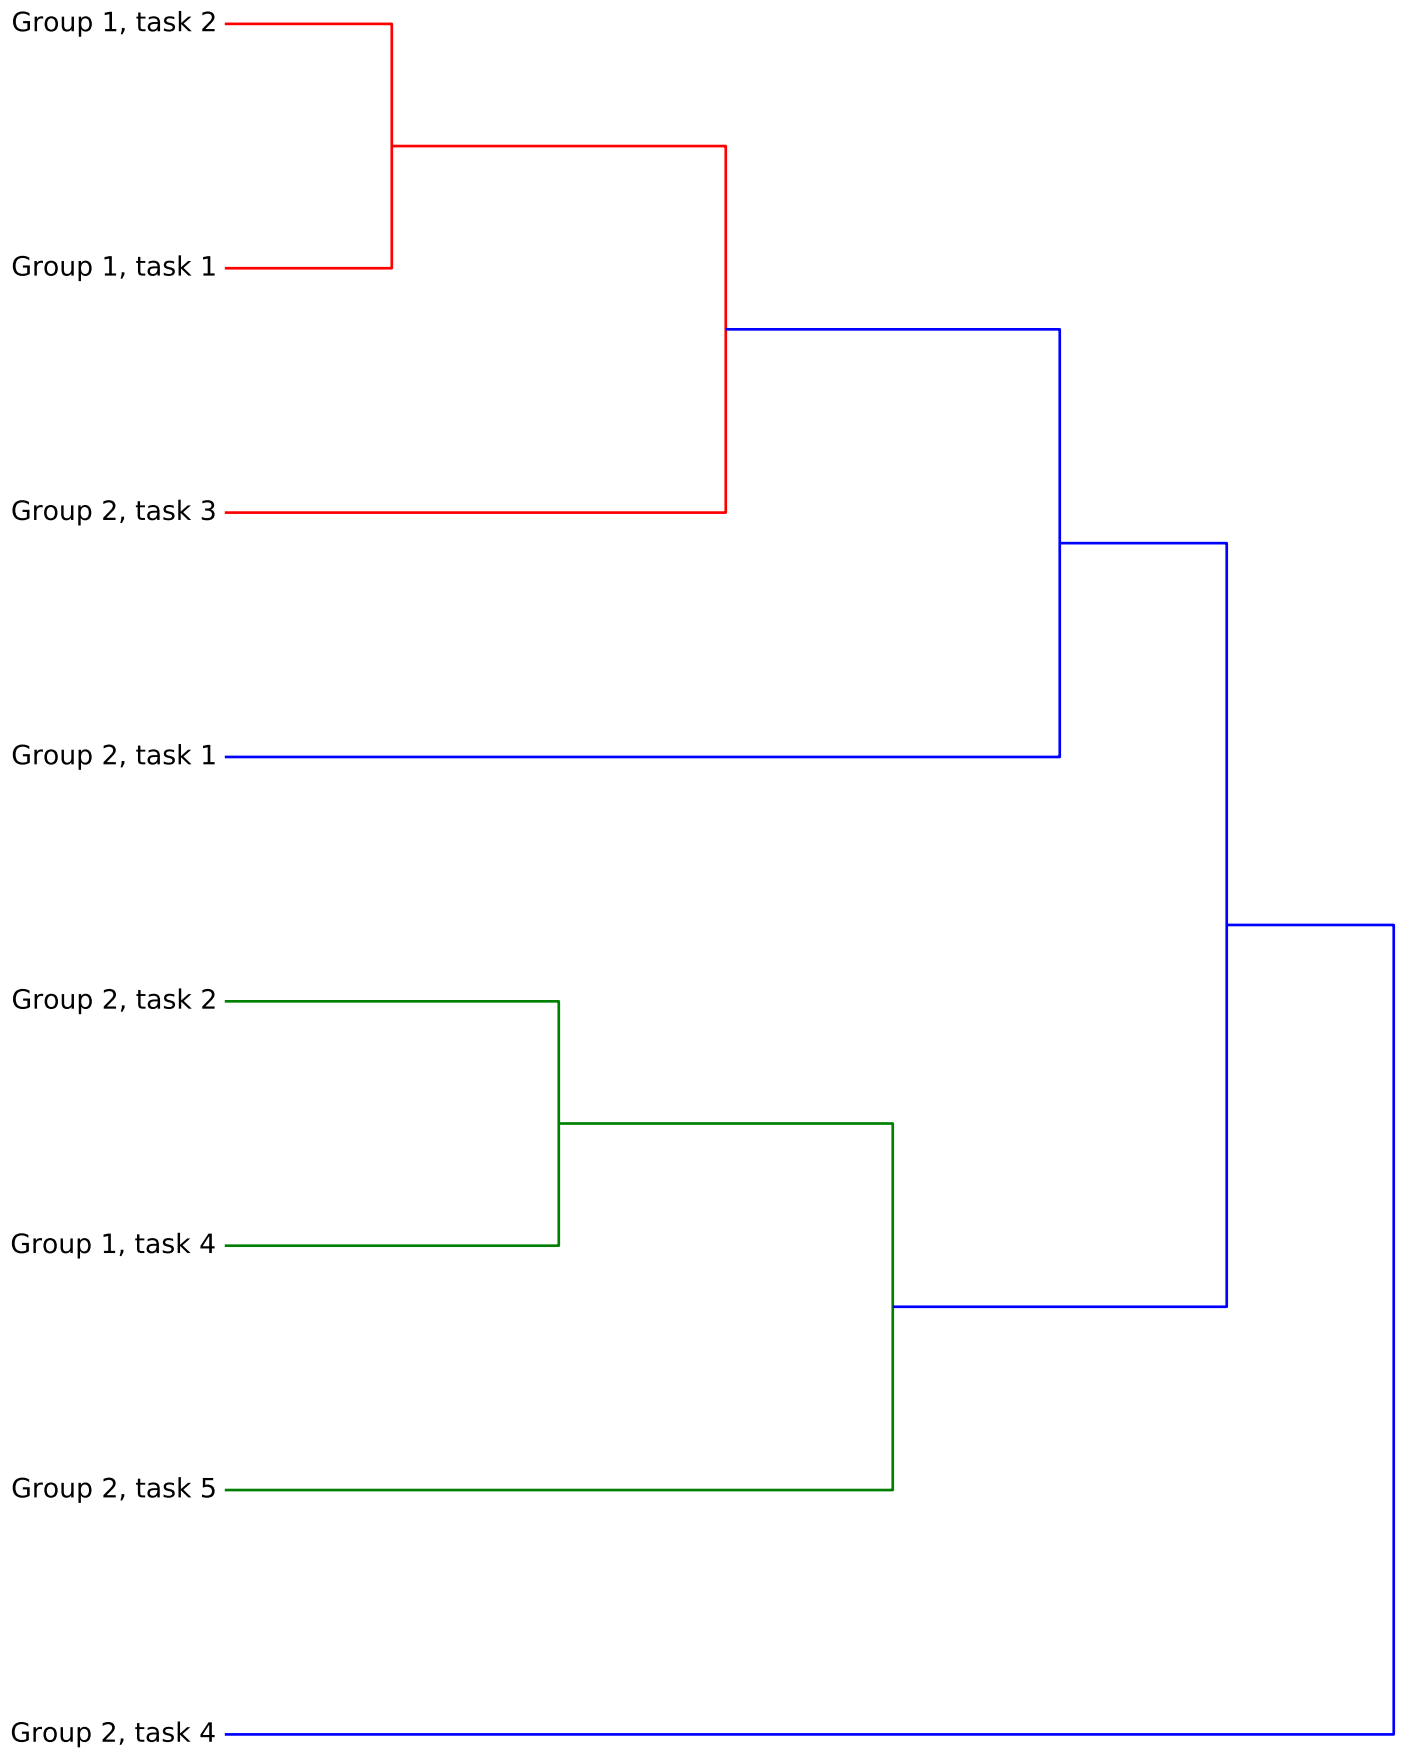 Group 1, task 2
Group 1, task 1
Group 2, task 3
Group 2, task 1
Group 2, task 2
Group 1, task 4
Group 2, task 5
Group 2, task 4